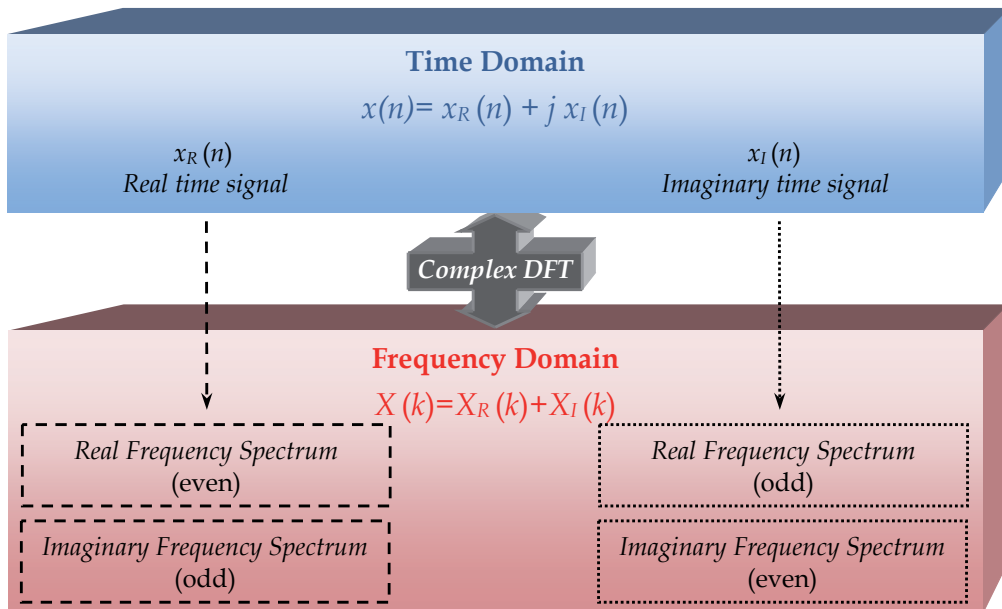 Time Domain
x(n)= x_R (n) + j x_I (n)
x_R (n)
Real time signal
x_I (n)
Imaginary time signal
Complex DFT
Frequency Domain
X (k)=X_R (k)+X_I (k)
Real Frequency Spectrum
(even)
Imaginary Frequency Spectrum
(odd)
Real Frequency Spectrum
(odd)
Imaginary Frequency Spectrum
(even)